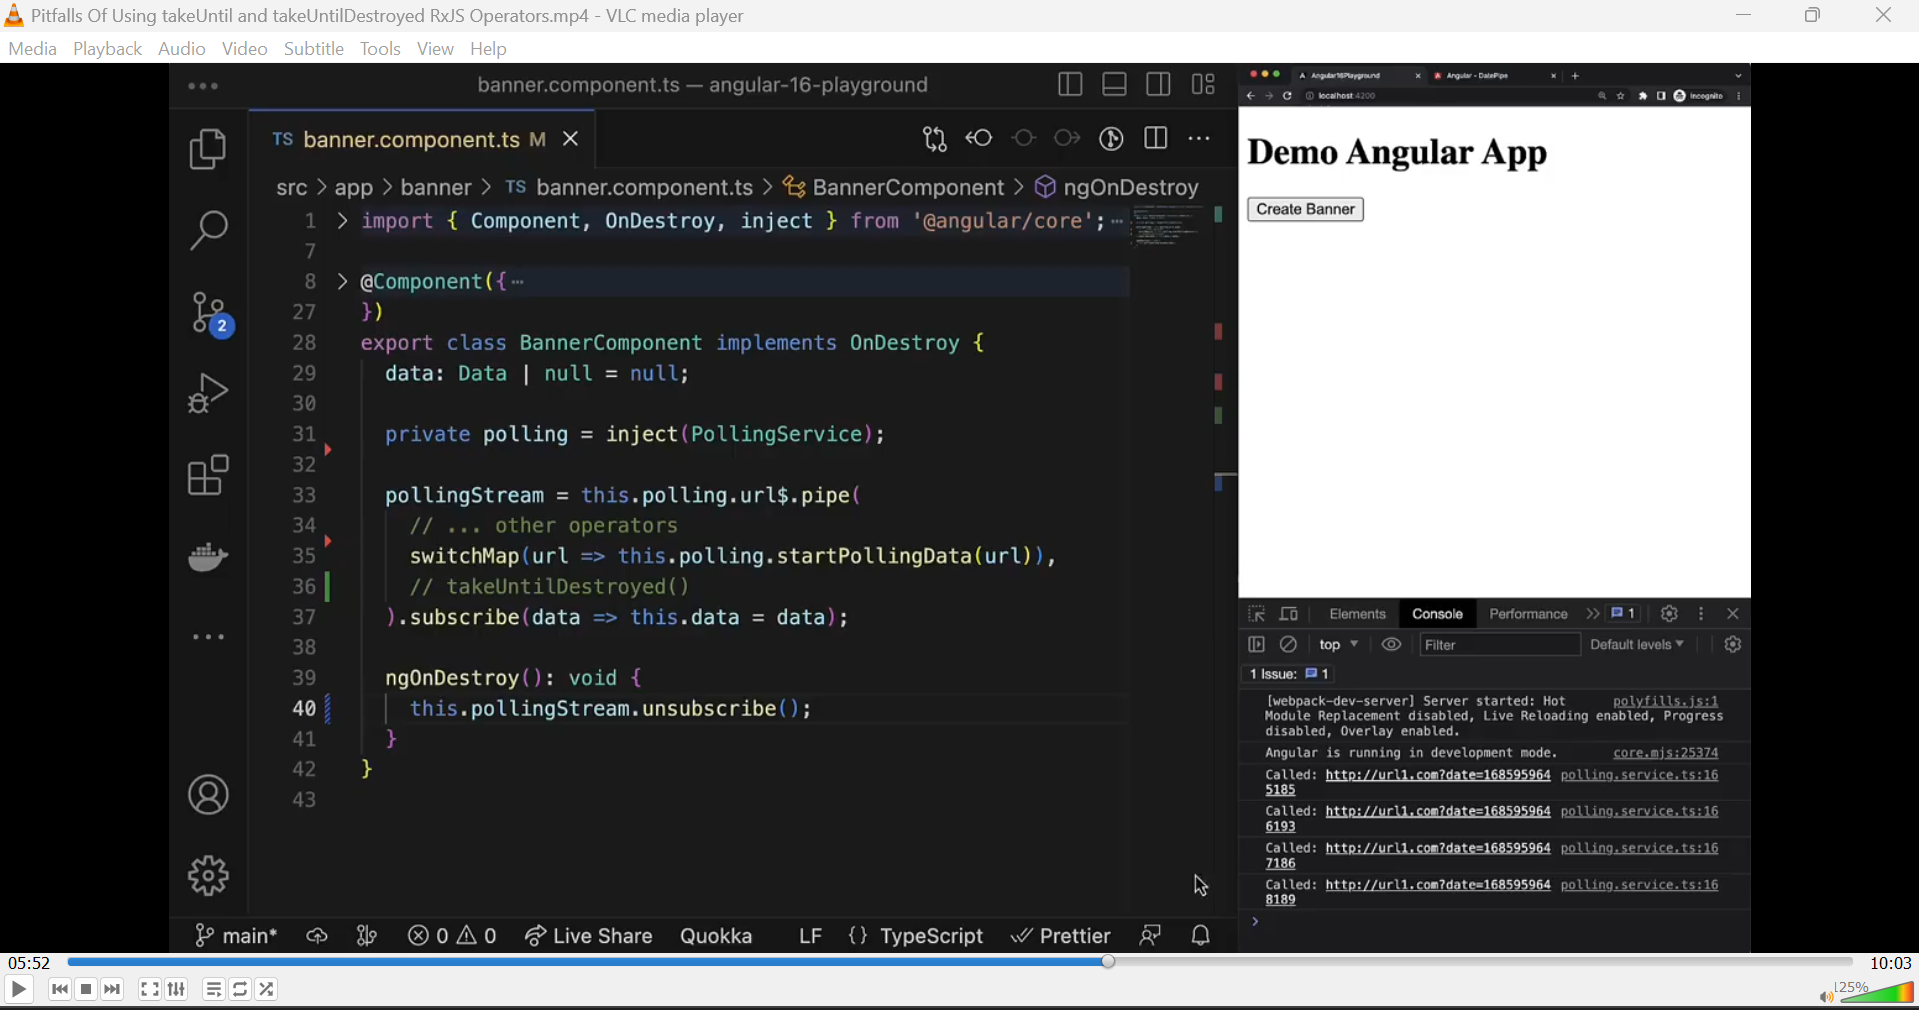 Pitfalls Of Using takeUntil and takeUntilDestroyed RxJS Operators.mp4 - VLC media player
Media Playback Audio Video Subtitle Tools View Help
banner.component.ts — angular-16-playground
TS banner.component.ts M
src > app > banner > TS banner.component.ts > BannerComponent > ngOnDestroy
1 > import { Component, OnDestroy, inject } from '@angular/core';…
7
8 > @Component({…
27 })
28 export class BannerComponent implements OnDestroy {
29 data: Data | null = null;
30
31 private polling = inject(PollingService);
32
33 pollingStream = this.polling.url$.pipe(
34 // ... other operators
35 switchMap(url => this.polling.startPollingData(url)),
36 // takeUntilDestroyed()
37 ).subscribe(data => this.data = data);
38
39 ngOnDestroy(): void {
40 this.pollingStream.unsubscribe();
41 }
42 }
43
2
main* 0 0 Live Share Quokka LF {} TypeScript Prettier
Angular16Playground Angular - DatePipe
localhost:4200 Incognito
Demo Angular App
Create Banner
Elements Console Performance 1
top Filter Default levels
1 Issue: 1
[webpack-dev-server] Server started: Hot polyfills.js:1
Module Replacement disabled, Live Reloading enabled, Progress
disabled, Overlay enabled.
Angular is running in development mode. core.mjs:25374
Called: http://url1.com?date=168595964 polling.service.ts:16
5185
Called: http://url1.com?date=168595964 polling.service.ts:16
6193
Called: http://url1.com?date=168595964 polling.service.ts:16
7186
Called: http://url1.com?date=168595964 polling.service.ts:16
8189
05:52 10:03
125%